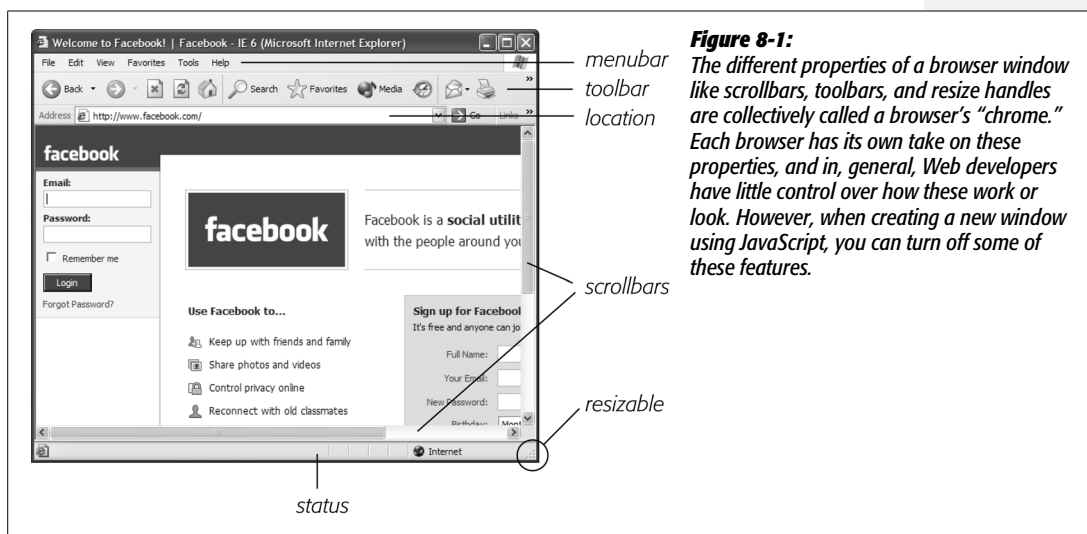 Welcome to Facebook! | Facebook - IE 6 (Microsoft Internet Explorer)
File Edit View Favorites Tools Help
Back Search Favorites Media »
Address http://www.facebook.com/ Go Links »
facebook
Email:
Password:
Remember me
Login
Forgot Password?
facebook
Facebook is a social utilit
with the people around you
Use Facebook to...
Keep up with friends and family
Share photos and videos
Control privacy online
Reconnect with old classmates
Sign up for Facebook
It's free and anyone can jo
Full Name:
Your Email:
New Password:
Birthday: Mont
Internet
menubar
toolbar
location
scrollbars
resizable
status
Figure 8-1:
The different properties of a browser window
like scrollbars, toolbars, and resize handles
are collectively called a browser’s “chrome.”
Each browser has its own take on these
properties, and in, general, Web developers
have little control over how these work or
look. However, when creating a new window
using JavaScript, you can turn off some of
these features.